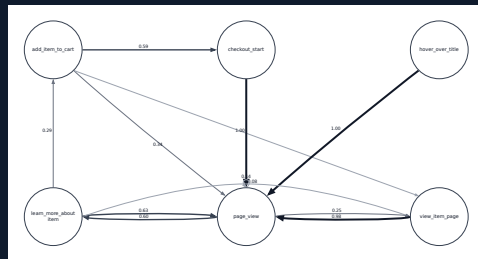 add_item_to_cart
0.59
checkout_start
hover_over_title
0.28
0.34
1.00
1.00
0.08
learn_more_about
item
0.63
0.60
page_view
0.25
0.98
view_item_page